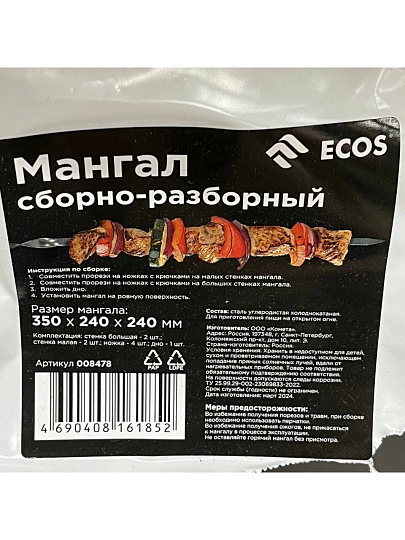 ECOS
Мангал
сборно-разборный
Инструкция по сборке:
1. Совместить прорези на ножках с крючками на малых стенках мангала.
2. Совместить прорези на ножках с крючками на больших стенках мангала.
3. Вложить дно.
4. Установить мангал на ровную поверхность.
Размер мангала:
350 х 240 х 240 мм
Комплектация: стенка большая - 2 шт.;
стенка малая - 2 шт.; ножка - 4 шт.; дно - 1 шт.
Артикул 008478
PAP
LDPE
4 690408 161852
Состав: сталь углеродистая холоднокатаная.
Для приготовления пищи на открытом огне.
Изготовитель: ООО «Комета».
Адрес: Россия, 197348, г. Санкт-Петербург,
Коломяжский пр-кт, дом 10, лит. Э.
Страна-изготовитель: Россия.
Условия хранения: Хранить в недоступном для детей,
сухом и проветриваемом помещении, исключающем
воздействие прямых солнечных лучей, вдали от
нагревательных приборов. Товар не подлежит
обязательному подтверждению соответствия.
На поверхности допускаются следы коррозии.
ТУ 25.99.29-002-23069833-2022.
Срок службы (годности) не ограничен.
Дата изготовления: март 2024.
Меры предосторожности:
Во избежание получения порезов и травм, при сборке
необходимо использовать перчатки.
Во избежание получения ожогов, не прикасаться
к мангалу в процессе эксплуатации.
Не оставляйте горячий мангал без присмотра.